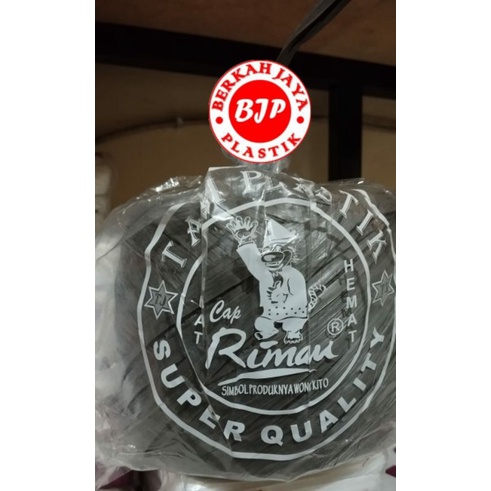 BERKAH JAYA
BJP
PLASTIK
TALI PLASTIK
HEMAT
Cap
Rimau ®
SIMBOL PRODUKNYA WONG KITO
SUPER QUALITY